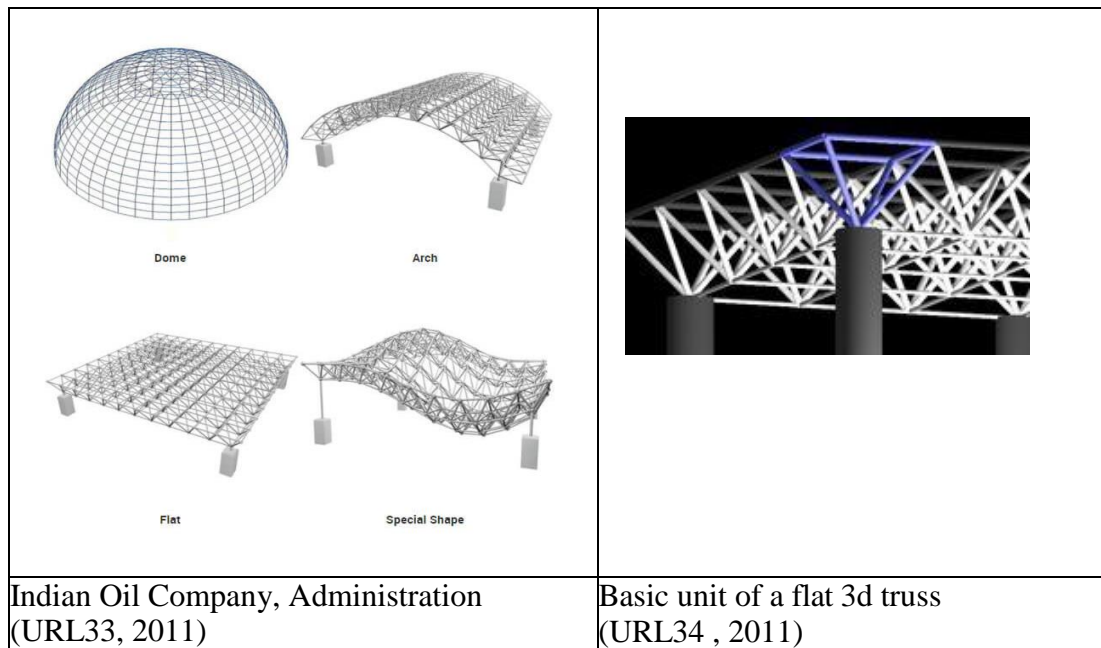 Dome
Arch
Flat
Special Shape
Indian Oil Company, Administration
(URL33, 2011)
Basic unit of a flat 3d truss
(URL34 , 2011)